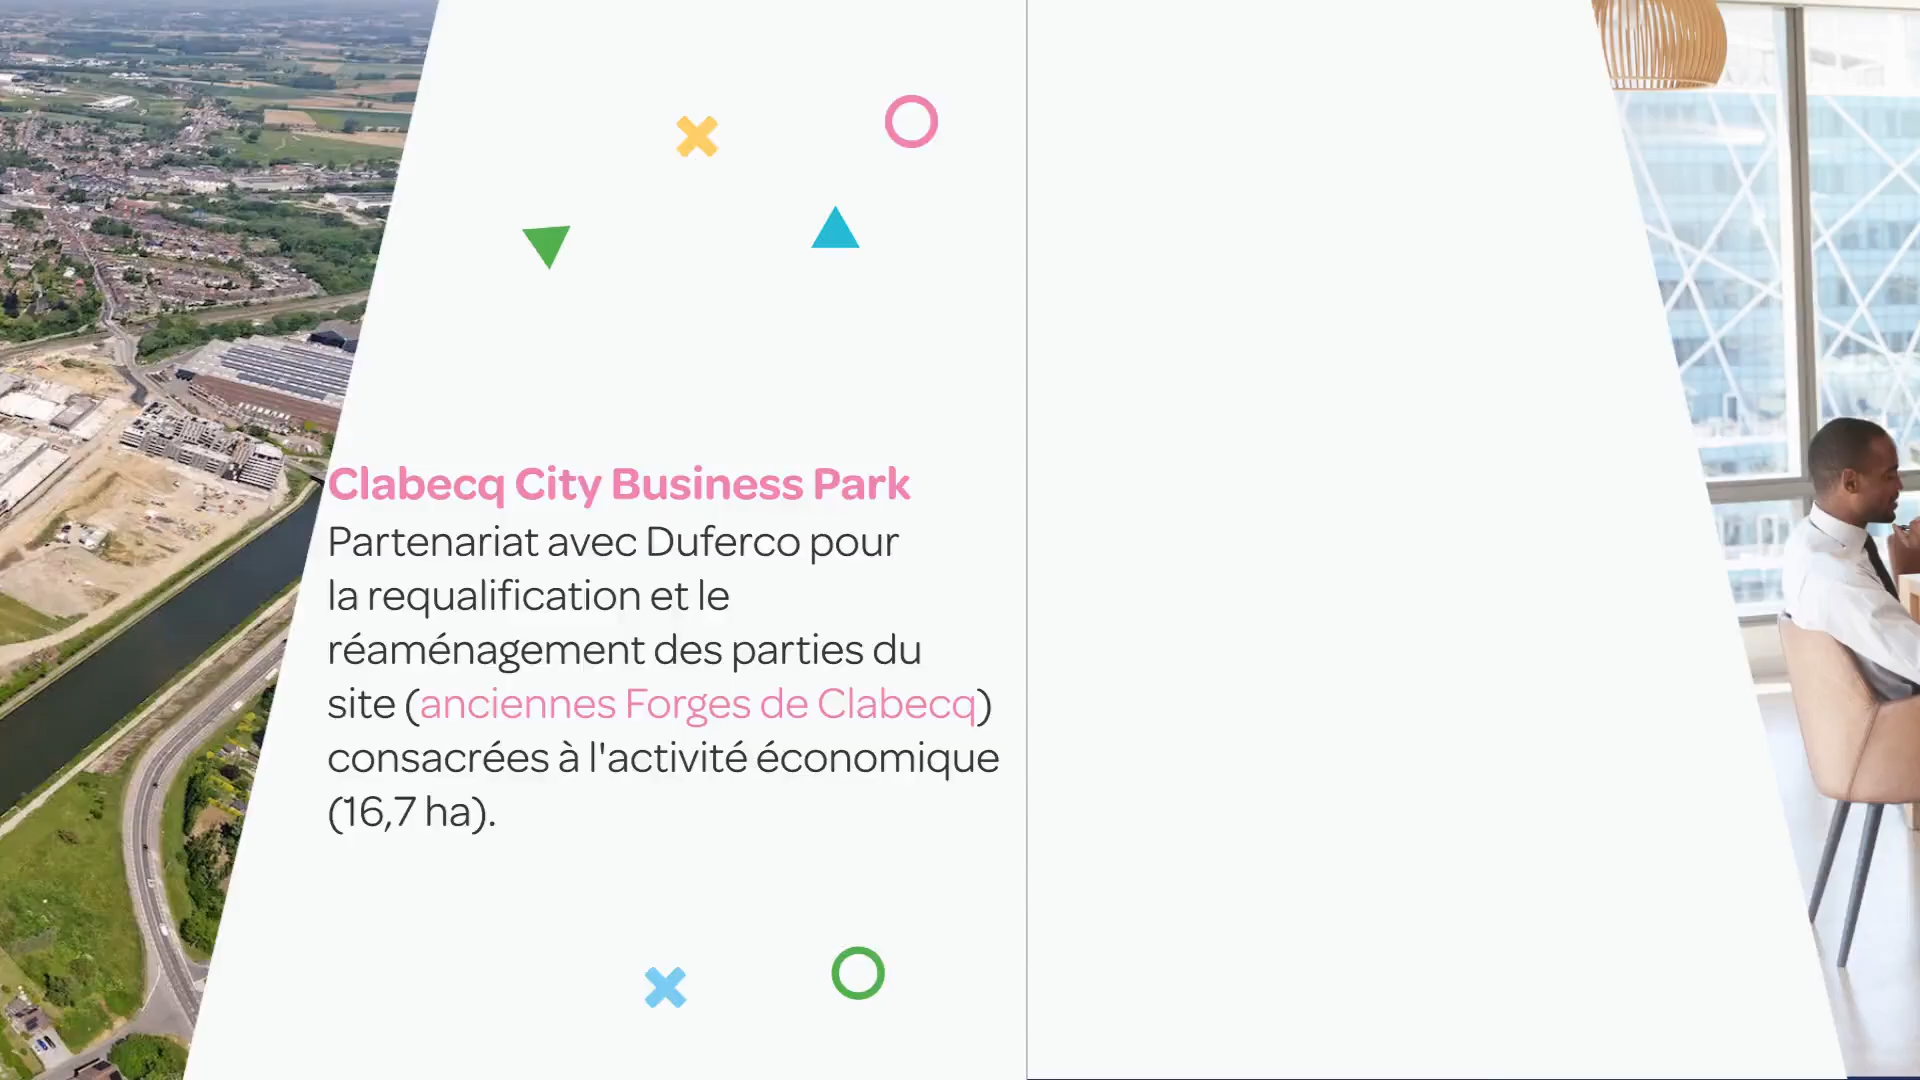 Clabecq City Business Park
Partenariat avec Duferco pour
la requalification et le
réaménagement des parties du
site (anciennes Forges de Clabecq)
consacrées à l'activité économique
(16,7 ha).